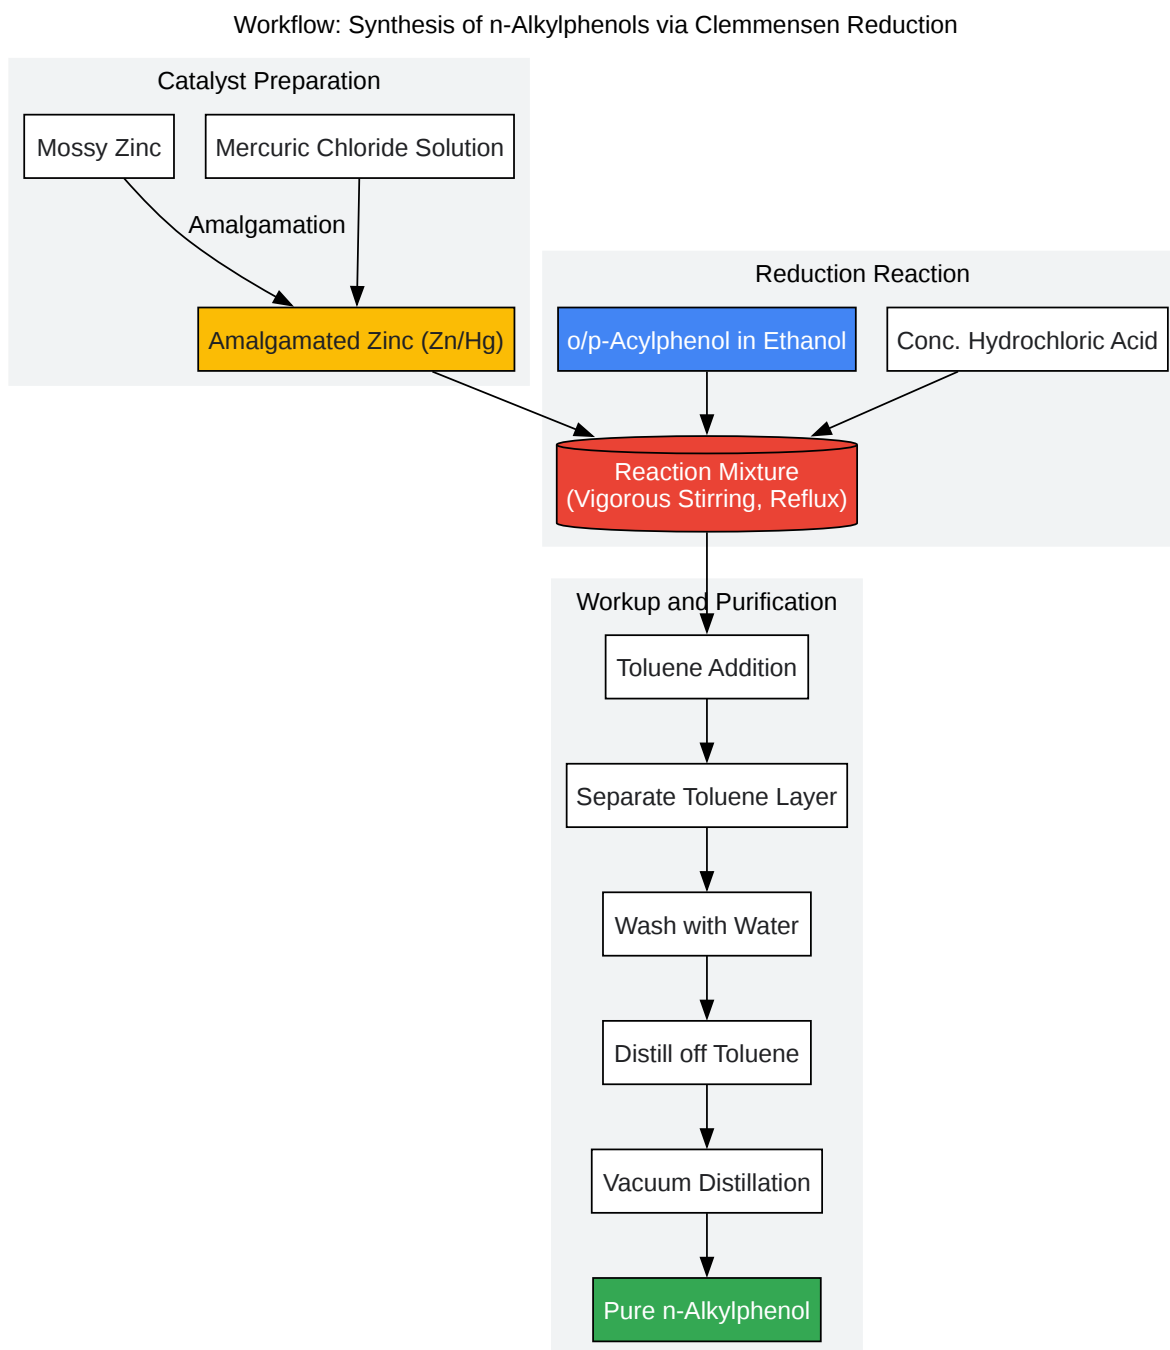 Workflow: Synthesis of n-Alkylphenols via Clemmensen Reduction
Catalyst Preparation
Mossy Zinc
Mercuric Chloride Solution
Amalgamation
Reduction Reaction
Amalgamated Zinc (Zn/Hg)
o/p-Acylphenol in Ethanol
Conc. Hydrochloric Acid
Reaction Mixture
(Vigorous Stirring, Reflux)
Workup and Purification
Toluene Addition
Separate Toluene Layer
Wash with Water
Distill off Toluene
Vacuum Distillation
Pure n-Alkylphenol